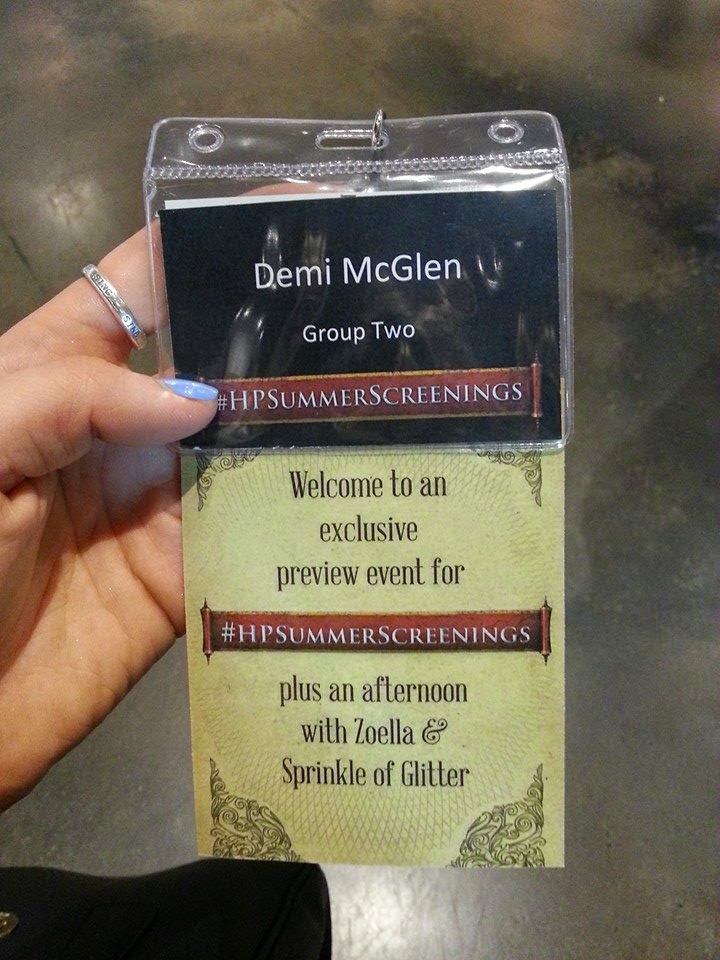 Demi McGlen
Group Two
#HPSummerScreenings
Welcome to an
exclusive
preview event for
#HPSummerScreenings
plus an afternoon
with Zoella &
Sprinkle of Glitter